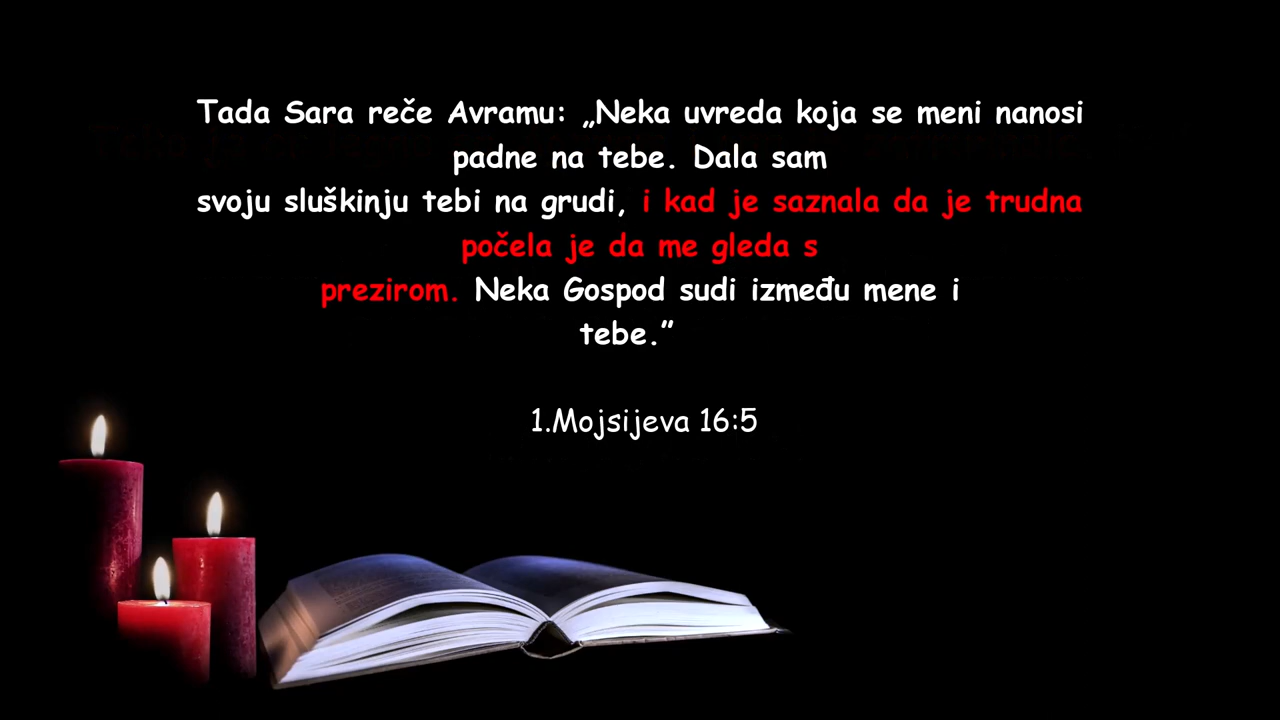 Tada Sara reče Avramu: „Neka uvreda koja se meni nanosi
padne na tebe. Dala sam
svoju sluškinju tebi na grudi, i kad je saznala da je trudna
počela je da me gleda s
prezirom. Neka Gospod sudi između mene i
tebe.”
1.Mojsijeva 16:5